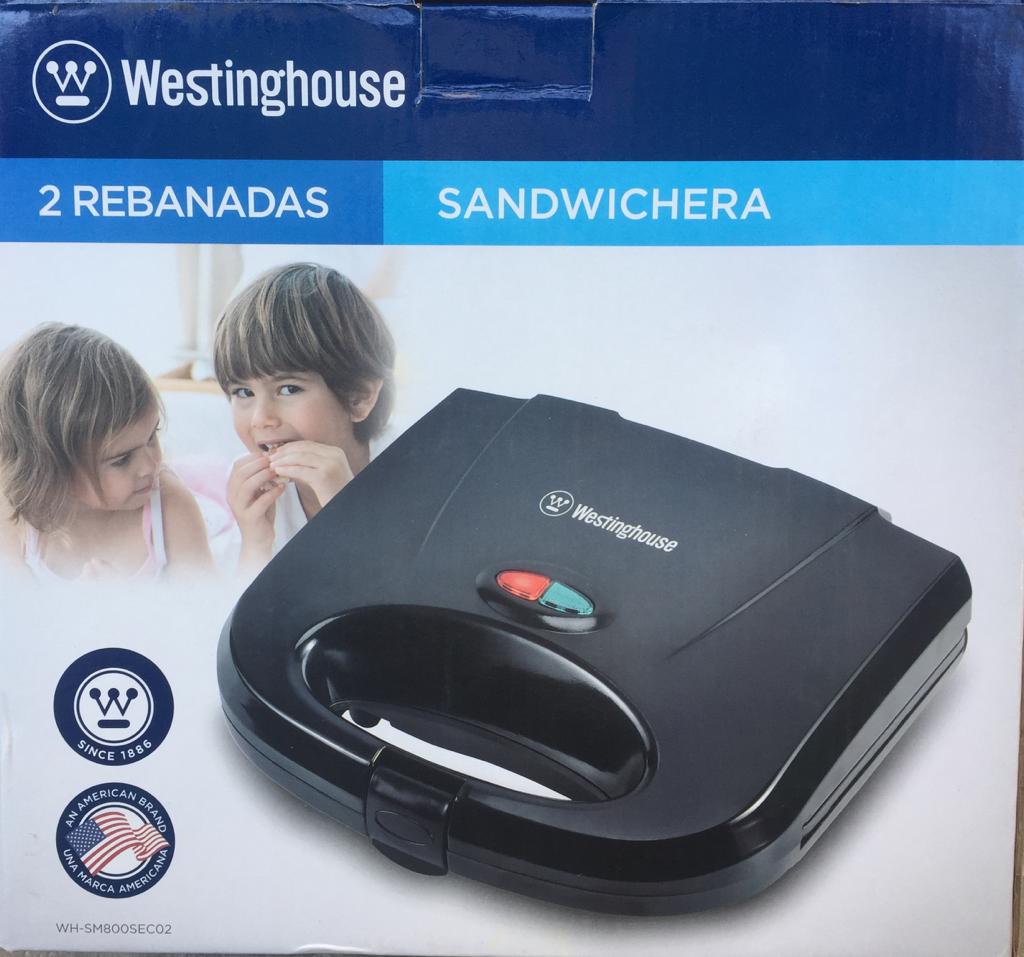 Westinghouse
2 REBANADAS
SANDWICHERA
Westinghouse
SINCE 1886
AN AMERICAN BRAND
UNA MARCA AMERICANA
WH-SM800SEC02